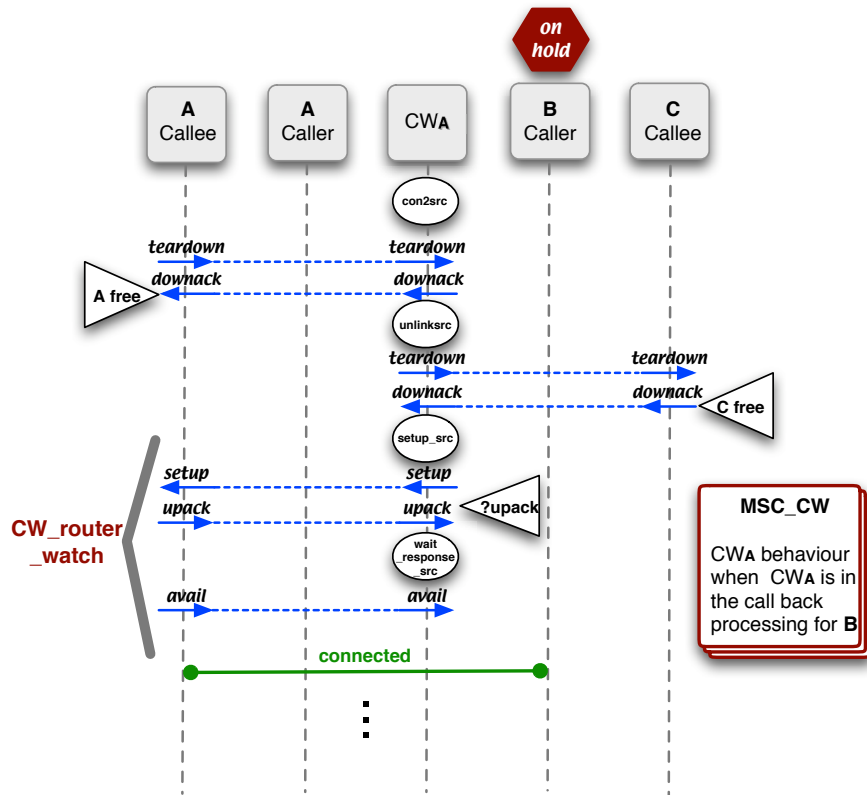 on
hold
A
Callee
A
Caller
CWA
B
Caller
C
Callee
con2src
teardown
teardown
downack
downack
A free
unlinksrc
teardown
teardown
downack
downack
C free
setup_src
setup
setup
upack
upack
?upack
CW_router
_watch
wait
_response
_src
avail
avail
connected
MSC_CW
CWA behaviour
when CWA is in
the call back
processing for B